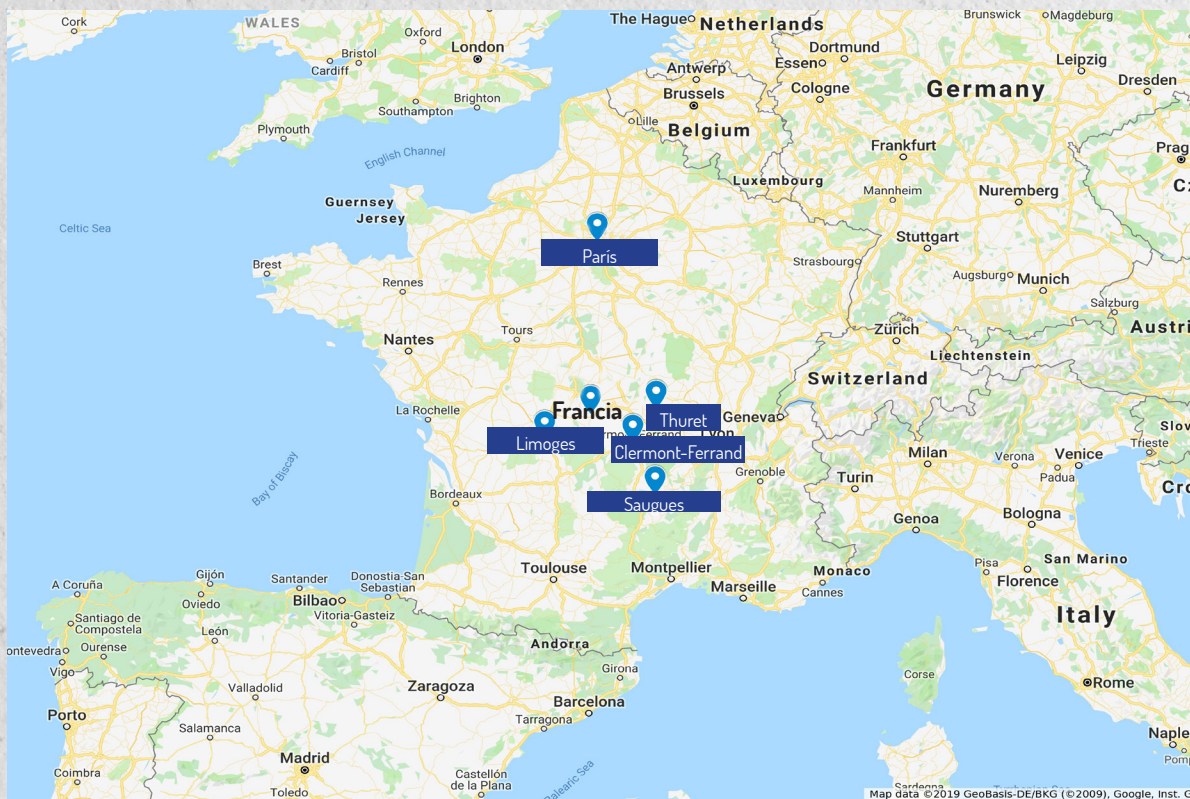 Cork
WALES
Oxford
London
Bristol
Cardiff
Southampton
Brighton
Plymouth
English Channel
Guernsey
Jersey
Celtic Sea
The Hague
Netherlands
Brunswick
Magdeburg
Dortmund
Essen
Leipzig
Antwerp
Cologne
Dresden
Brussels
Germany
Lille
Belgium
Frankfurt
Luxembourg
Mannheim
Nuremberg
Stuttgart
Strasbourg
Augsburg
Munich
Salzburg
París
Brest
Rennes
Nantes
Tours
Zürich
Liechtenstein
Switzerland
La Rochelle
Francia
Thuret
Geneva
Lyon
Limoges
Clermont-Ferrand
Saugues
Grenoble
Bay of Biscay
Bordeaux
Turin
Milan
Verona
Venice
Padua
Trieste
Genoa
Bologna
San Marino
Pisa
Florence
Toulouse
Montpellier
Marseille
Monaco
Cannes
A Coruña
Gijón
Oviedo
Santander
Bilbao
Donostia-San
Sebastian
Vitoria-Gasteiz
Santiago de
Compostela
León
ontevedra
Ourense
Vigo
Andorra
Girona
Corse
Italy
Rome
Valladolid
Zaragoza
Barcelona
Tarragona
Porto
Salamanca
Madrid
Coimbra
Toledo
Castellón
de la Plana
Balearic Sea
Naple
Pomp
Map data ©2019 GeoBasis-DE/BKG (©2009), Google, Inst. G